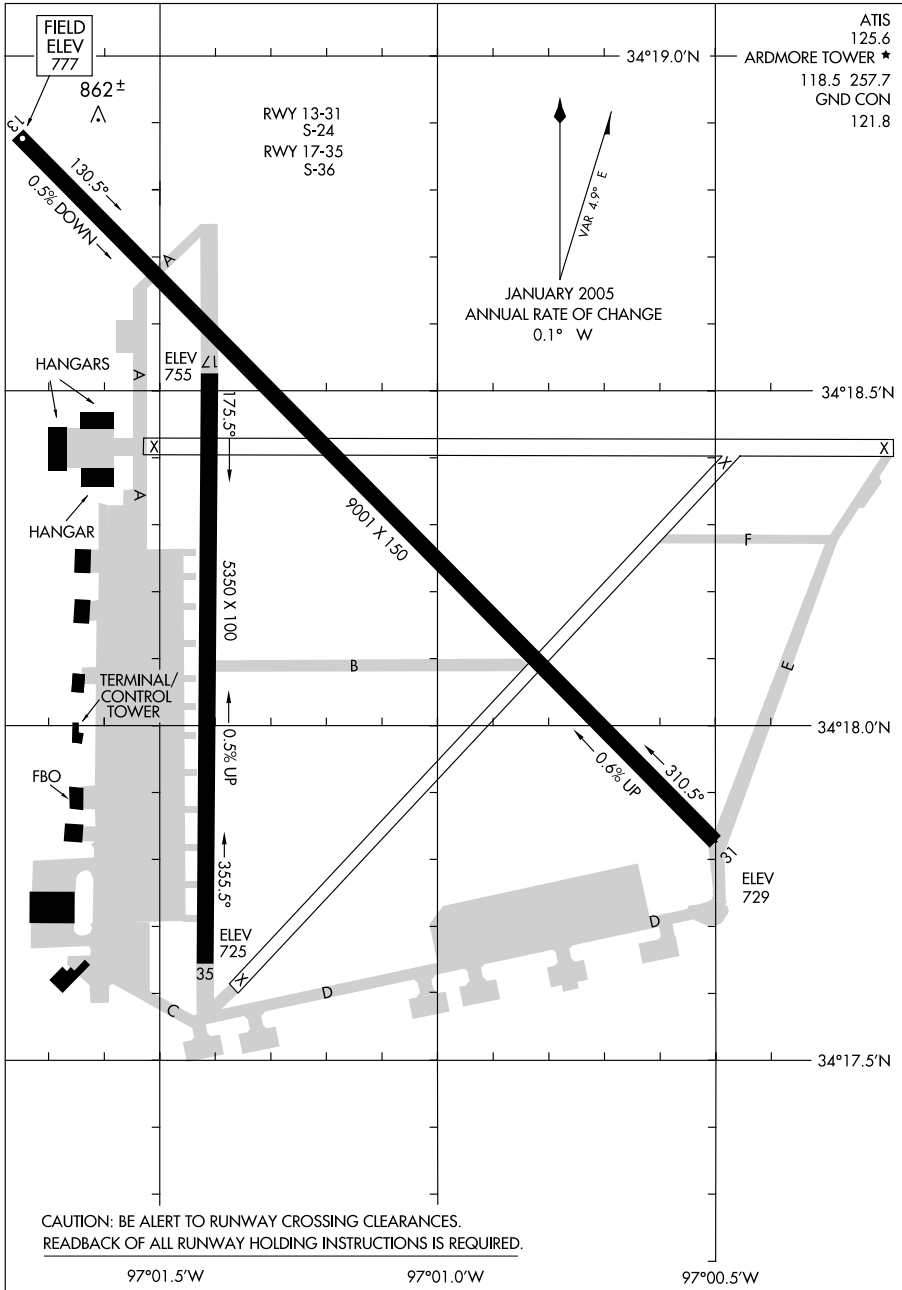 FIELD
ELEV
777
862±
RWY 13-31
S-24
RWY 17-35
S-36
34°19.0'N
ATIS
125.6
ARDMORE TOWER ★
118.5 257.7
GND CON
121.8
13
130.5°
0.5% DOWN
VAR 4.9° E
JANUARY 2005
ANNUAL RATE OF CHANGE
0.1° W
A
HANGARS
A
ELEV
755
17
34°18.5'N
175.5°
X
X
X
A
HANGAR
9001 X 150
F
5350 X 100
B
E
TERMINAL/
CONTROL
TOWER
34°18.0'N
0.5% UP
0.6% UP
310.5°
FBO
31
355.5°
ELEV
729
ELEV
725
D
35
X
D
C
34°17.5'N
CAUTION: BE ALERT TO RUNWAY CROSSING CLEARANCES.
READBACK OF ALL RUNWAY HOLDING INSTRUCTIONS IS REQUIRED.
97°01.5'W
97°01.0'W
97°00.5'W